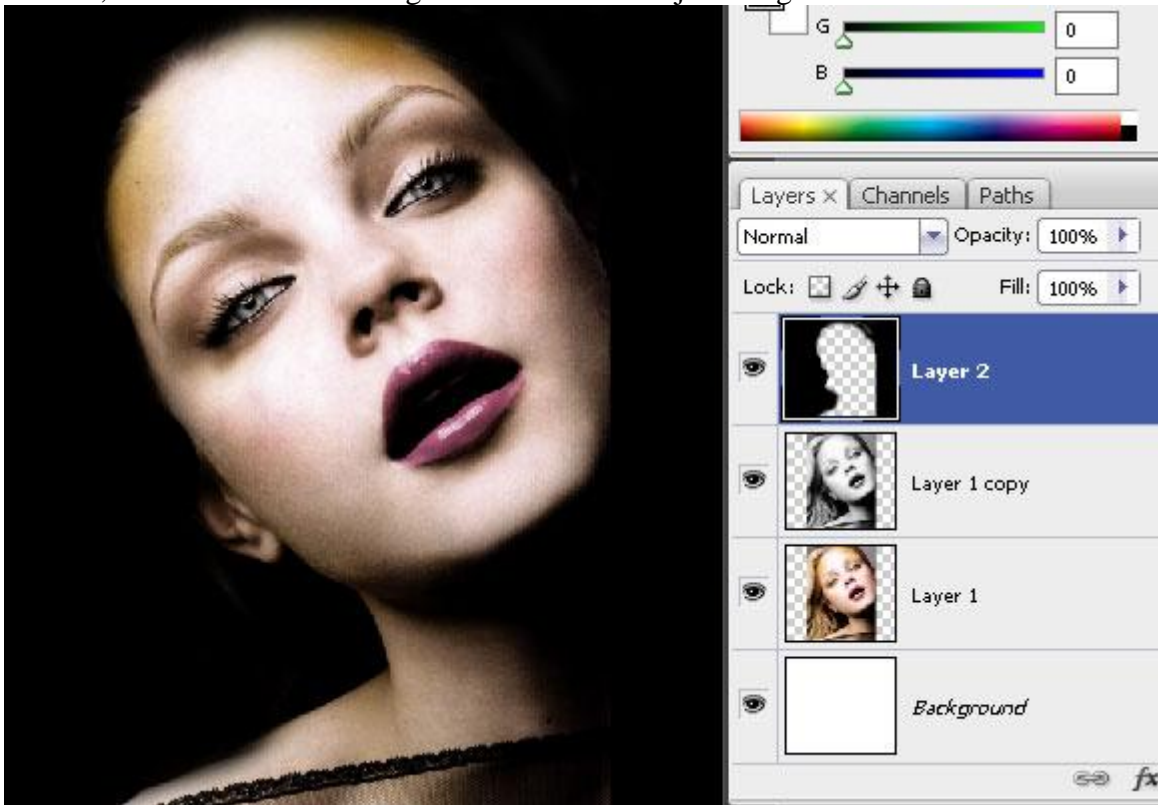 G 0
B 0
Layers × Channels Paths
Normal Opacity: 100%
Lock: Fill: 100%
Layer 2
Layer 1 copy
Layer 1
Background
fx